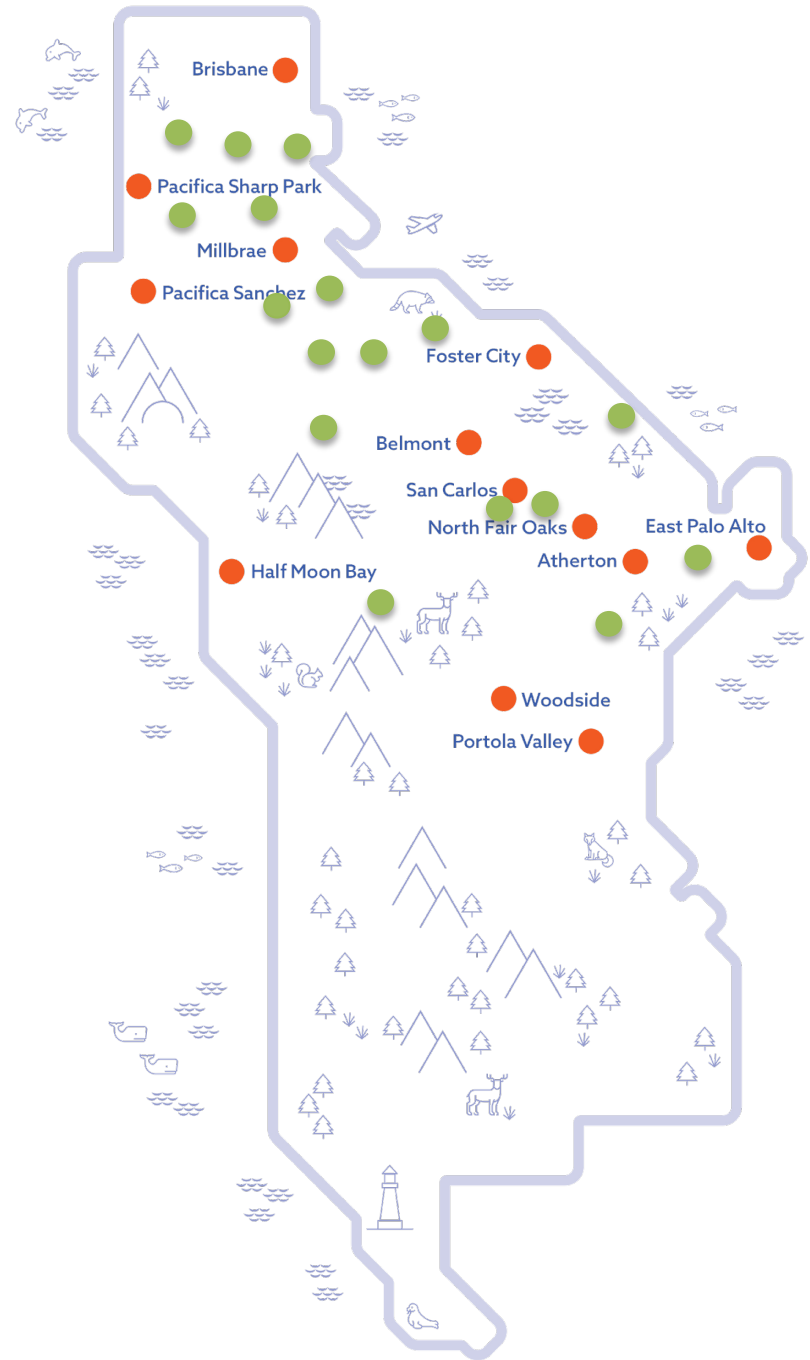 Brisbane
Pacifica Sharp Park
Millbrae
Pacifica Sanchez
Foster City
Belmont
San Carlos
North Fair Oaks
East Palo Alto
Atherton
Half Moon Bay
Woodside
Portola Valley